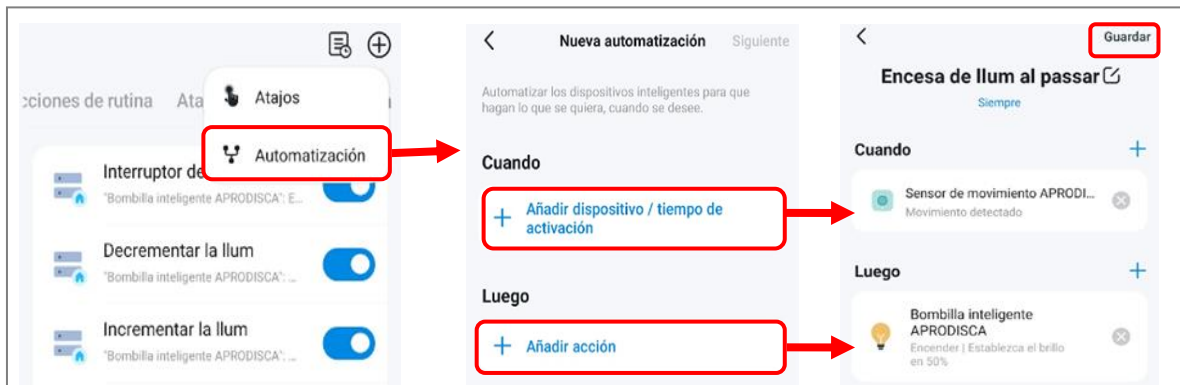 Atajos
cciones de rutina Ata
Automatización
Interruptor de
"Bombilla inteligente APRODISCA": E...
Decrementar la llum
"Bombilla inteligente APRODISCA": ...
Incrementar la llum
"Bombilla inteligente APRODISCA": ...
Nueva automatización Siguiente
Automatizar los dispositivos inteligentes para que
hagan lo que se quiera, cuando se desee.
Cuando
+ Añadir dispositivo / tiempo de
activación
Luego
+ Añadir acción
Guardar
Encesa de llum al passar
Siempre
Cuando
Sensor de movimiento APRODI...
Movimiento detectado
Luego
Bombilla inteligente
APRODISCA
Encender | Establezca el brillo
en 50%